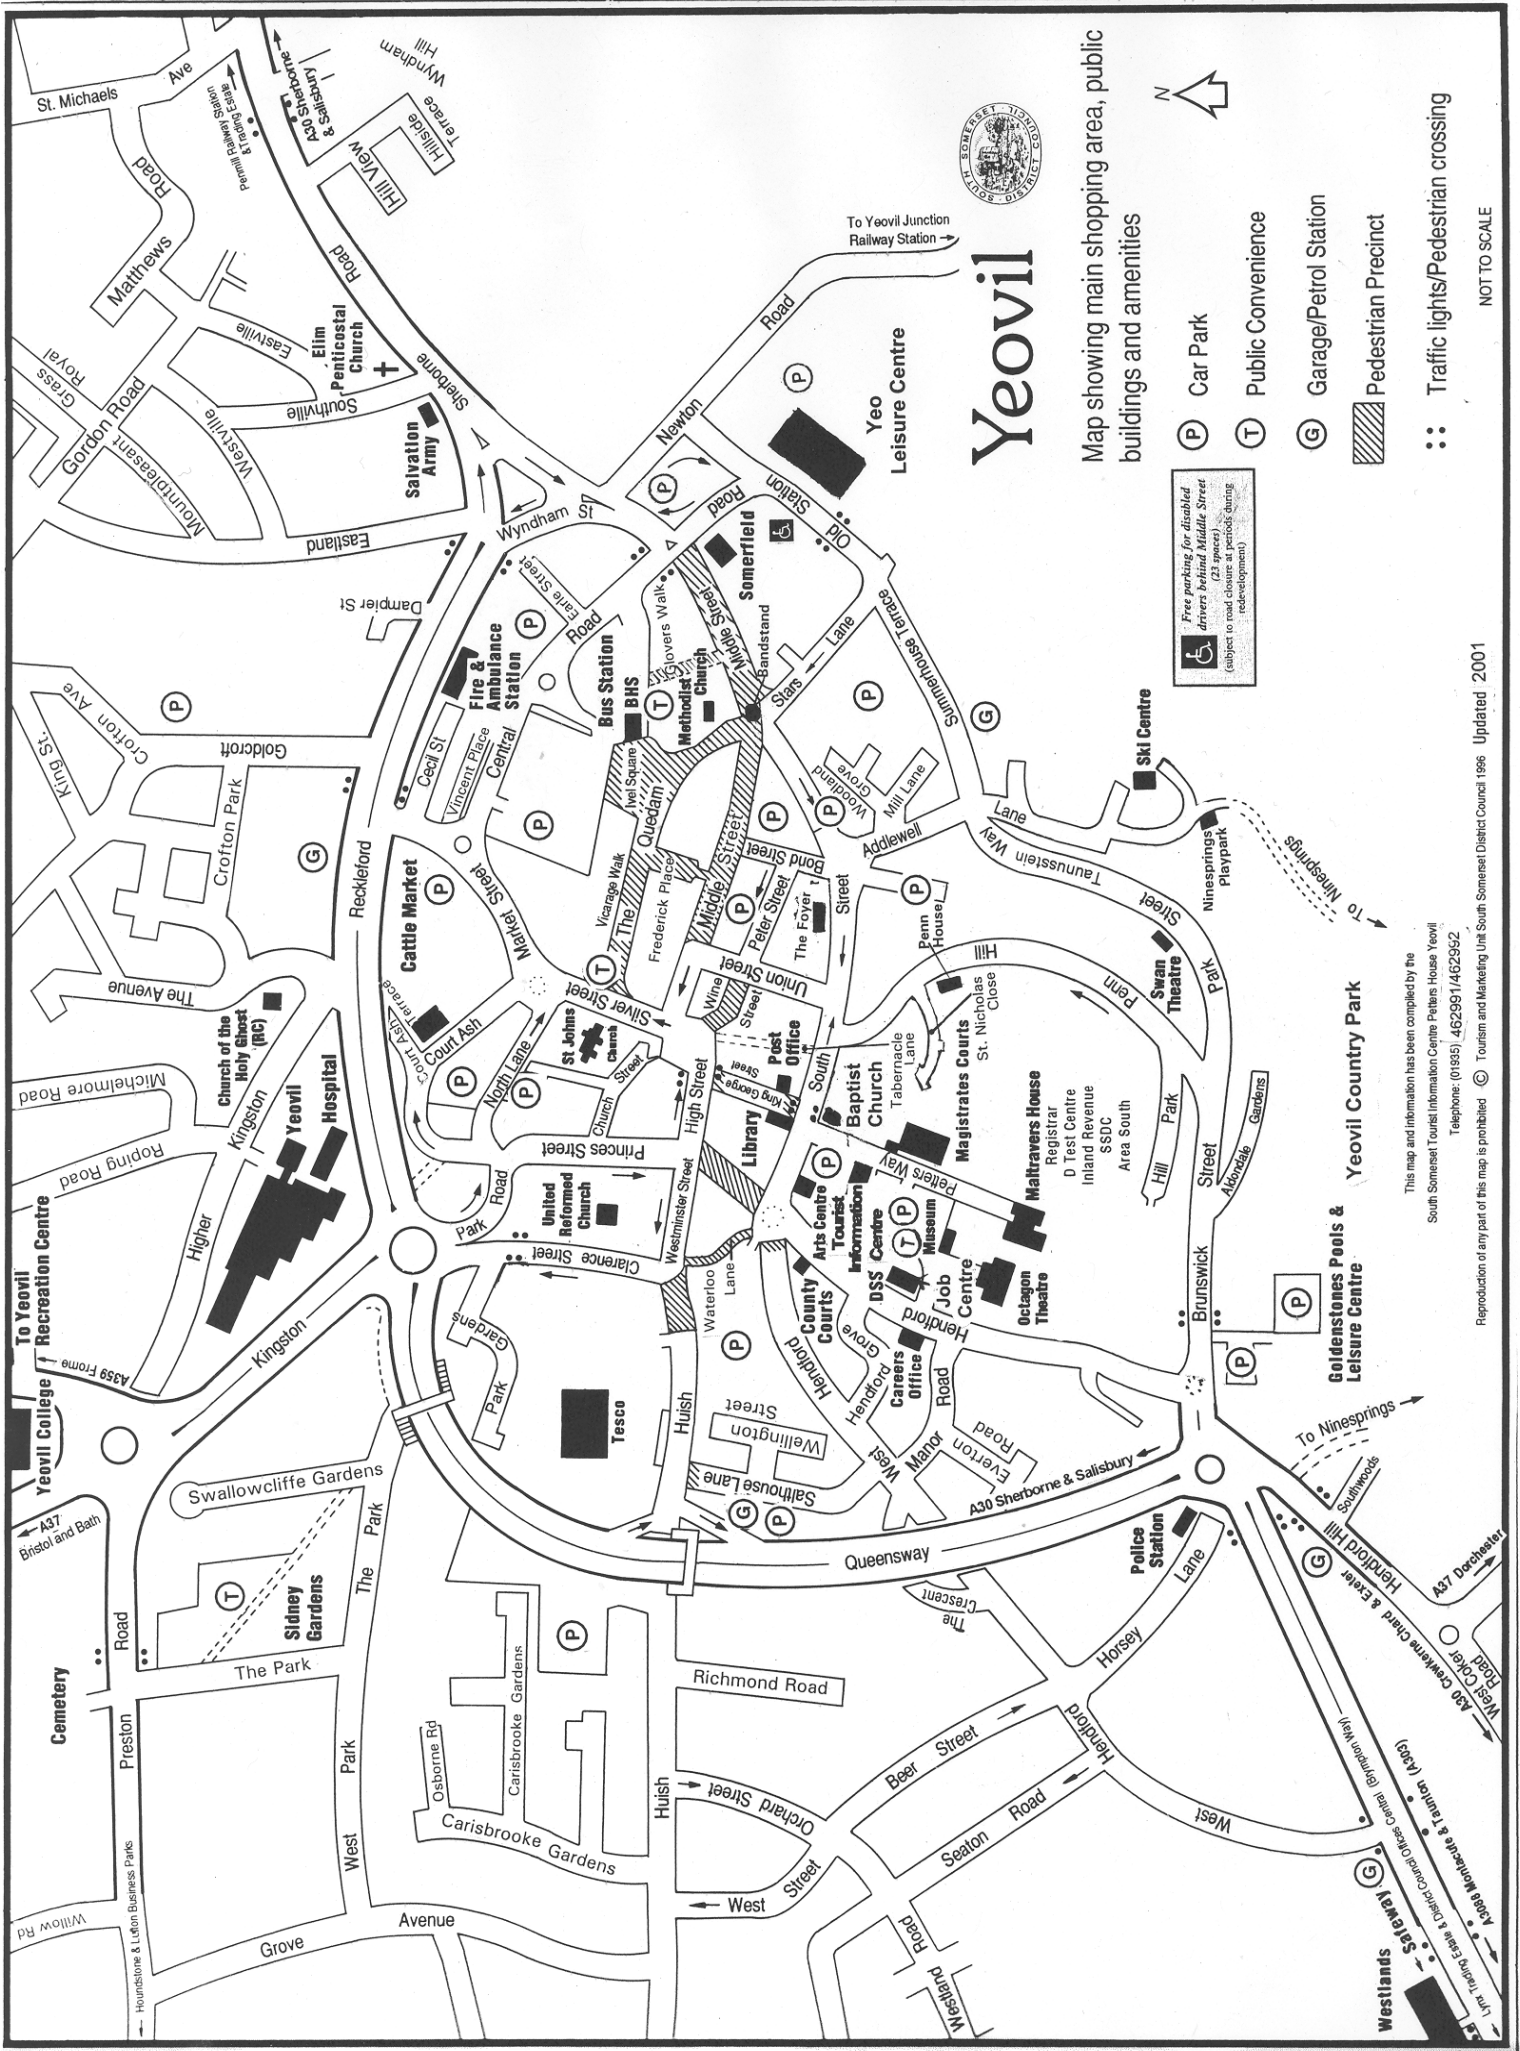 Yeovil
Map showing main shopping area, public
buildings and amenities
N
SOUTH SOMERSET
DISTRICT COUNCIL
P Car Park
T Public Convenience
G Garage/Petrol Station
Pedestrian Precinct
Traffic lights/Pedestrian crossing
NOT TO SCALE
Free parking for disabled
drivers behind Middle Street
(23 spaces)
(subject to road closure at periods during
redevelopment)
This map and information has been compiled by the
South Somerset Tourist Information Centre Petters House Yeovil
Telephone: (01935) 462991/462992
Reproduction of any part of this map is prohibited © Tourism and Marketing Unit South Somerset District Council 1996 Updated 2001
To Yeovil
Recreation Centre
Yeovil College
A359 Frome
A37
Bristol and Bath
Cemetery
Willow Rd
Houndstone & Lufton Business Parks
Preston
Road
Grove
Avenue
West
Park
The Park
The
Park
Sidney
Gardens
T
Swallowcliffe Gardens
Kingston
Higher
Kingston
Yeovil
Hospital
Roping Road
Michelmore Road
Church of the
Holy Ghost
(RC)
The Avenue
Crofton Park
Crofton Ave
King St.
Goldcroft
P
G
Reckleford
Dampier St
Eastland
Mountpleasant
Westville
Southville
Eastville
Gordon Road
Grass
Royal
Matthews
Road
St. Michaels
Ave
Penmill Railway Station
& Trading Estate
A30 Sherborne
& Salisbury
Wyndham
Hill
Hillside
Terrace
Hill View
Road
Sherborne
Elim
Penticostal
Church
Salvation
Army
Wyndham St
Newton
Road
To Yeovil Junction
Railway Station
Yeo
Leisure Centre
P
P
Old
Station
Road
Somerfield
Earle Street
Earle Street
Road
P
Fire &
Ambulance
Station
Cecil St
Vincent Place
Central
Bus Station
BHS
T
Glovers Walk
Methodist
Church
Middle Street
Bandstand
Stars
Lane
P
Summerhouse Terrace
G
Woodland
Grove
Mill Lane
Addlewell
Lane
P
Ivel Square
Quedam
The
Vicarage Walk
Frederick Place
Middle
Street
P
P
P
Bond Street
Peter Street
The Foyer
Union Street
Wine
Street
Cattle Market
P
Market Street
T
Silver Street
St Johns
Church
Court Ash
Terrace
Court Ash
North Lane
P
P
Church
Street
Princes Street
High Street
King George
Street
Post
Office
Library
South
Street
Baptist
Church
Tabernacle
Lane
Penn
House
P
St. Nicholas
Close
Penn
Hill
Magistrates Courts
Maltravers House
Registrar
D Test Centre
Inland Revenue
SSDC
Area South
Petters Way
P
Arts Centre
Tourist
Information
Centre
DSS
T
P
Museum
Job
Centre
Octagon
Theatre
County
Courts
Careers
Office
Hendford
Hendford
Grove
Hendford
Manor
Road
West
Everton
Road
United
Reformed
Church
Clarence Street
Westminster Street
Park
Road
Waterloo
Lane
P
Park
Gardens
Tesco
Huish
Wellington
Street
Salthouse Lane
G
P
Queensway
A30 Sherborne & Salisbury
Police
Station
Horsey
Lane
The
Crescent
Richmond Road
P
Osborne Rd
Carisbrooke Gardens
Carisbrooke Gardens
Huish
Orchard Street
West
Street
Beer Street
Seaton Road
West
Hendford
Westland
Road
Westlands
Safeway
G
Lynx Trading Estate & District Council Offices Central (Brympton Way)
A3088 Montacute & Taunton (A303)
A30 Crewkerne Chard & Exeter
West Coker
Road
A37 Dorchester
G
Hendford Hill
Southwoods
To Ninesprings
Brunswick
Street
Hill
Park
Aldondale
Gardens
P
P
Goldenstones Pools &
Leisure Centre
Yeovil Country Park
Swan
Theatre
Park
Street
Taunusstein Way
Ski Centre
Ninesprings
Playpark
To
Ninesprings